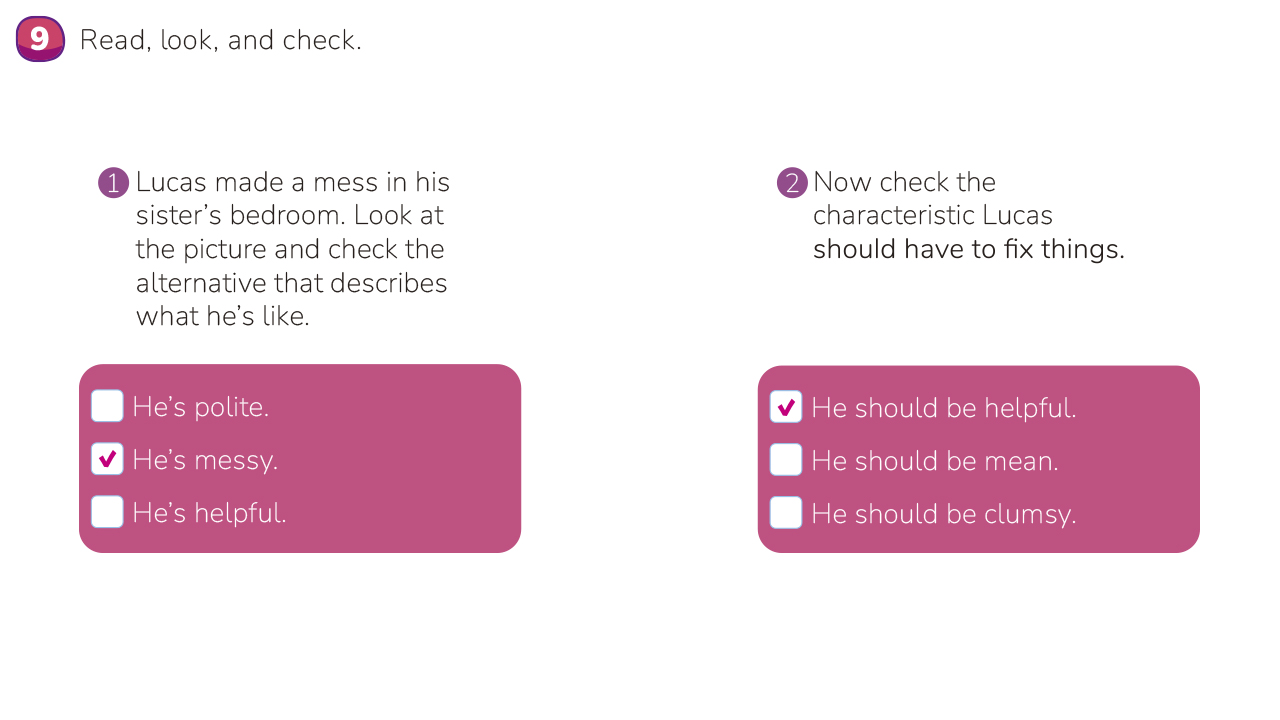 9 Read, look, and check.
1 Lucas made a mess in his
sister's bedroom. Look at
the picture and check the
alternative that describes
what he's like.
He's polite.
He's messy.
He's helpful.
2 Now check the
characteristic Lucas
should have to fix things.
He should be helpful.
He should be mean.
He should be clumsy.